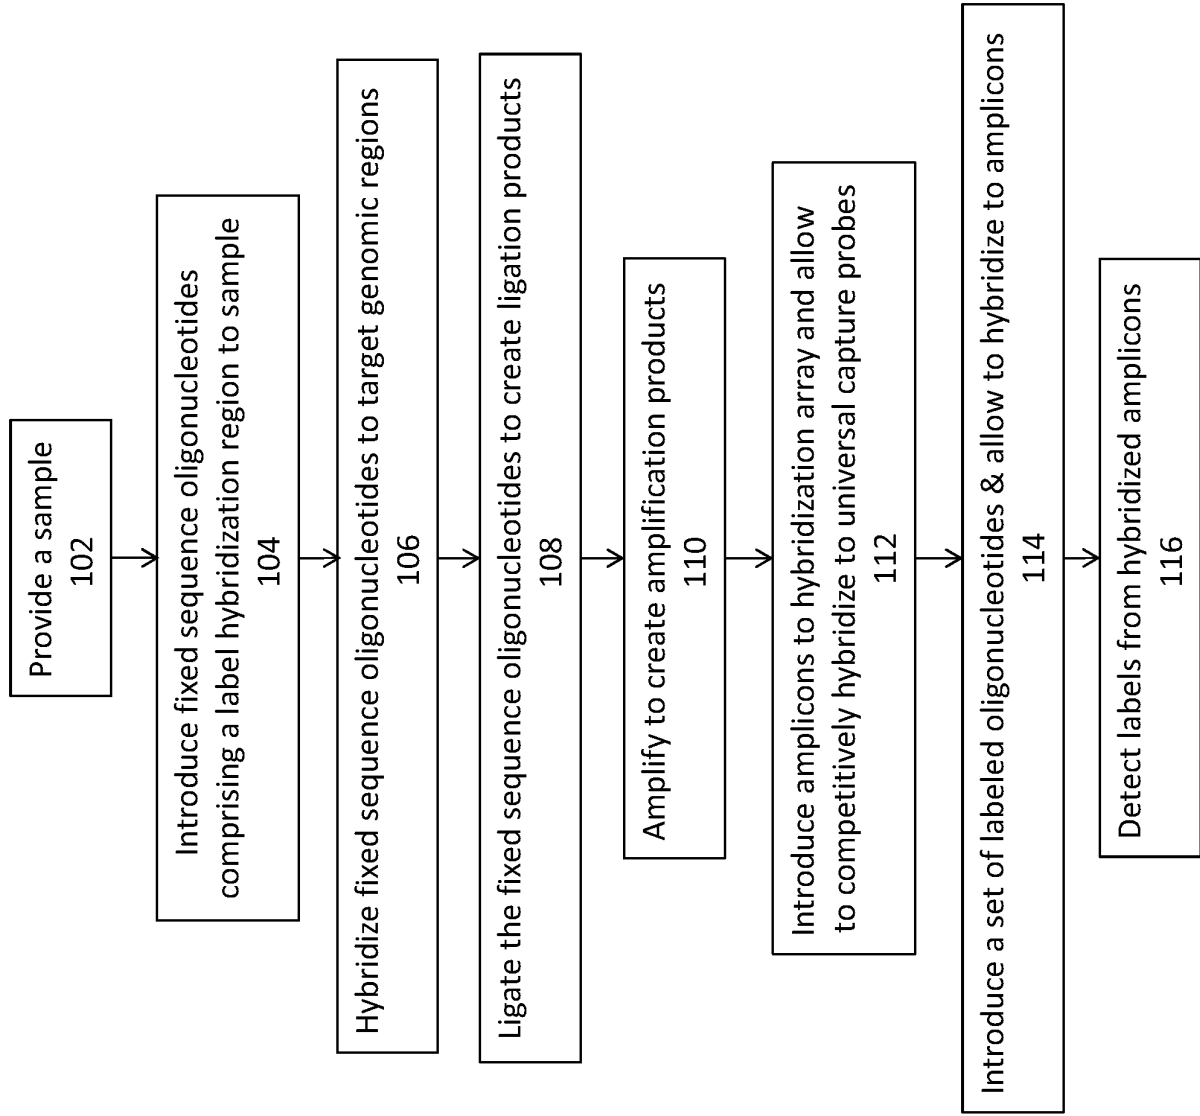 Provide a sample
102
Introduce fixed sequence oligonucleotides
comprising a label hybridization region to sample
104
Hybridize fixed sequence oligonucleotides to target genomic regions
106
Ligate the fixed sequence oligonucleotides to create ligation products
108
Amplify to create amplification products
110
Introduce amplicons to hybridization array and allow
to competitively hybridize to universal capture probes
112
Introduce a set of labeled oligonucleotides & allow to hybridize to amplicons
114
Detect labels from hybridized amplicons
116